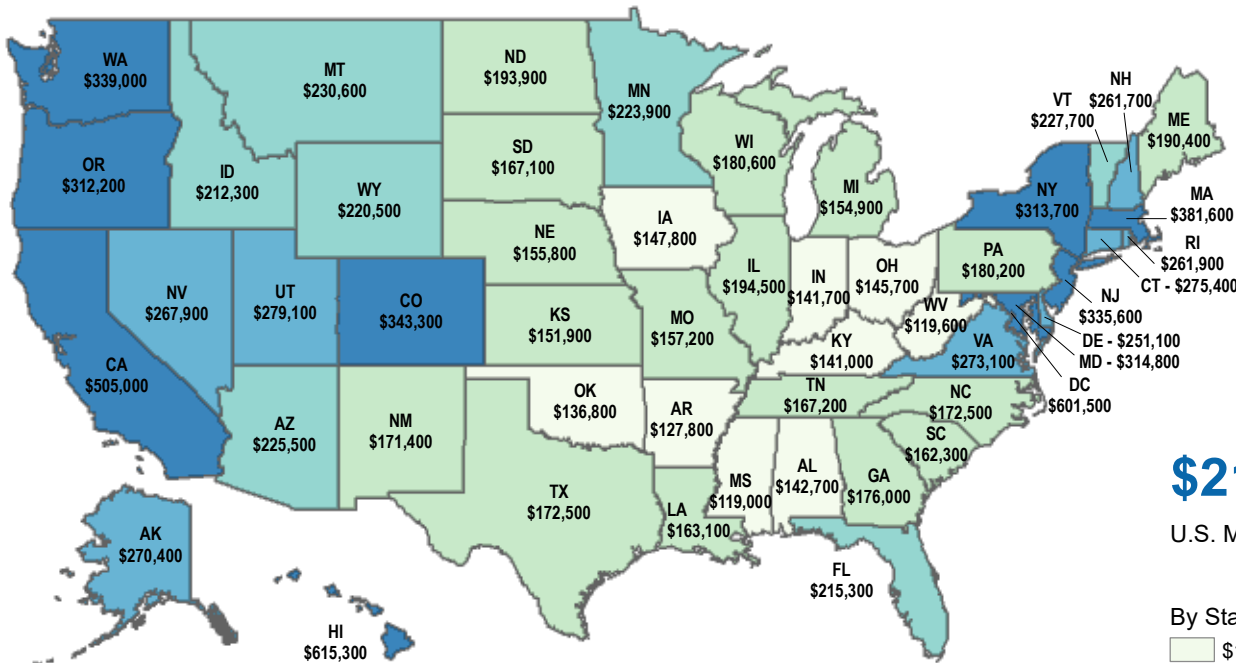 WA
$339,000
MT
$230,600
ND
$193,900
MN
$223,900
NH
$261,700
VT
$227,700
ME
$190,400
OR
$312,200
ID
$212,300
SD
$167,100
WI
$180,600
WY
$220,500
MI
$154,900
NY
$313,700
MA
$381,600
IA
$147,800
NE
$155,800
PA
$180,200
RI
$261,900
CT - $275,400
NV
$267,900
UT
$279,100
CO
$343,300
IL
$194,500
IN
$141,700
OH
$145,700
NJ
$335,600
WV
$119,600
KS
$151,900
MO
$157,200
KY
$141,000
VA
$273,100
DE - $251,100
MD - $314,800
CA
$505,000
DC
$601,500
TN
$167,200
NC
$172,500
OK
$136,800
AR
$127,800
AZ
$225,500
NM
$171,400
SC
$162,300
MS
$119,000
AL
$142,700
GA
$176,000
TX
$172,500
LA
$163,100
AK
$270,400
FL
$215,300
HI
$615,300
U.S.